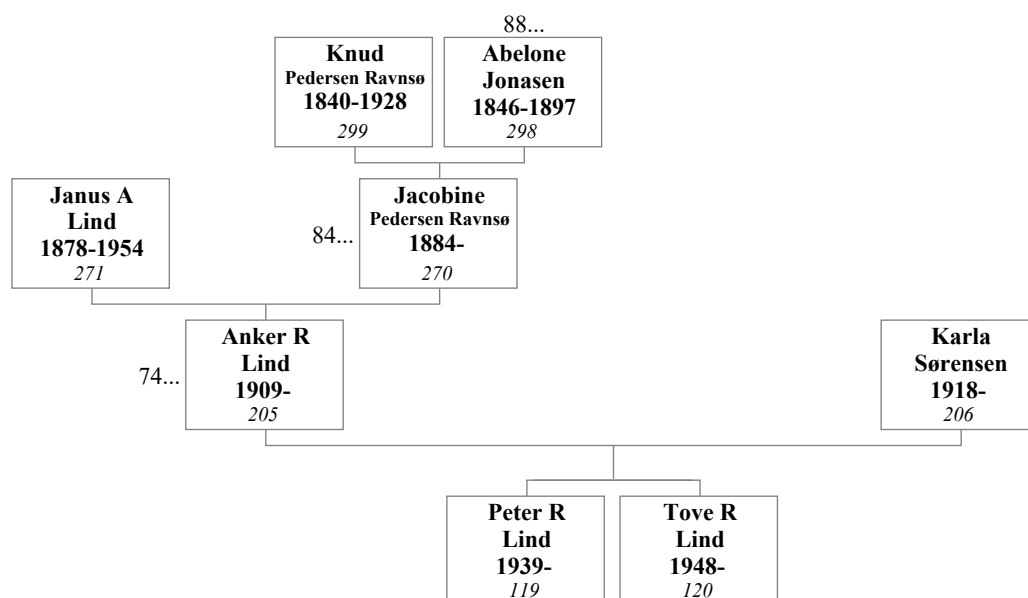 88...
Knud
Pedersen Ravnsø
1840-1928
299
Abelone
Jonasen
1846-1897
298
Janus A
Lind
1878-1954
271
84...
Jacobine
Pedersen Ravnsø
1884-
270
74...
Anker R
Lind
1909-
205
Karla
Sørensen
1918-
206
Peter R
Lind
1939-
119
Tove R
Lind
1948-
120